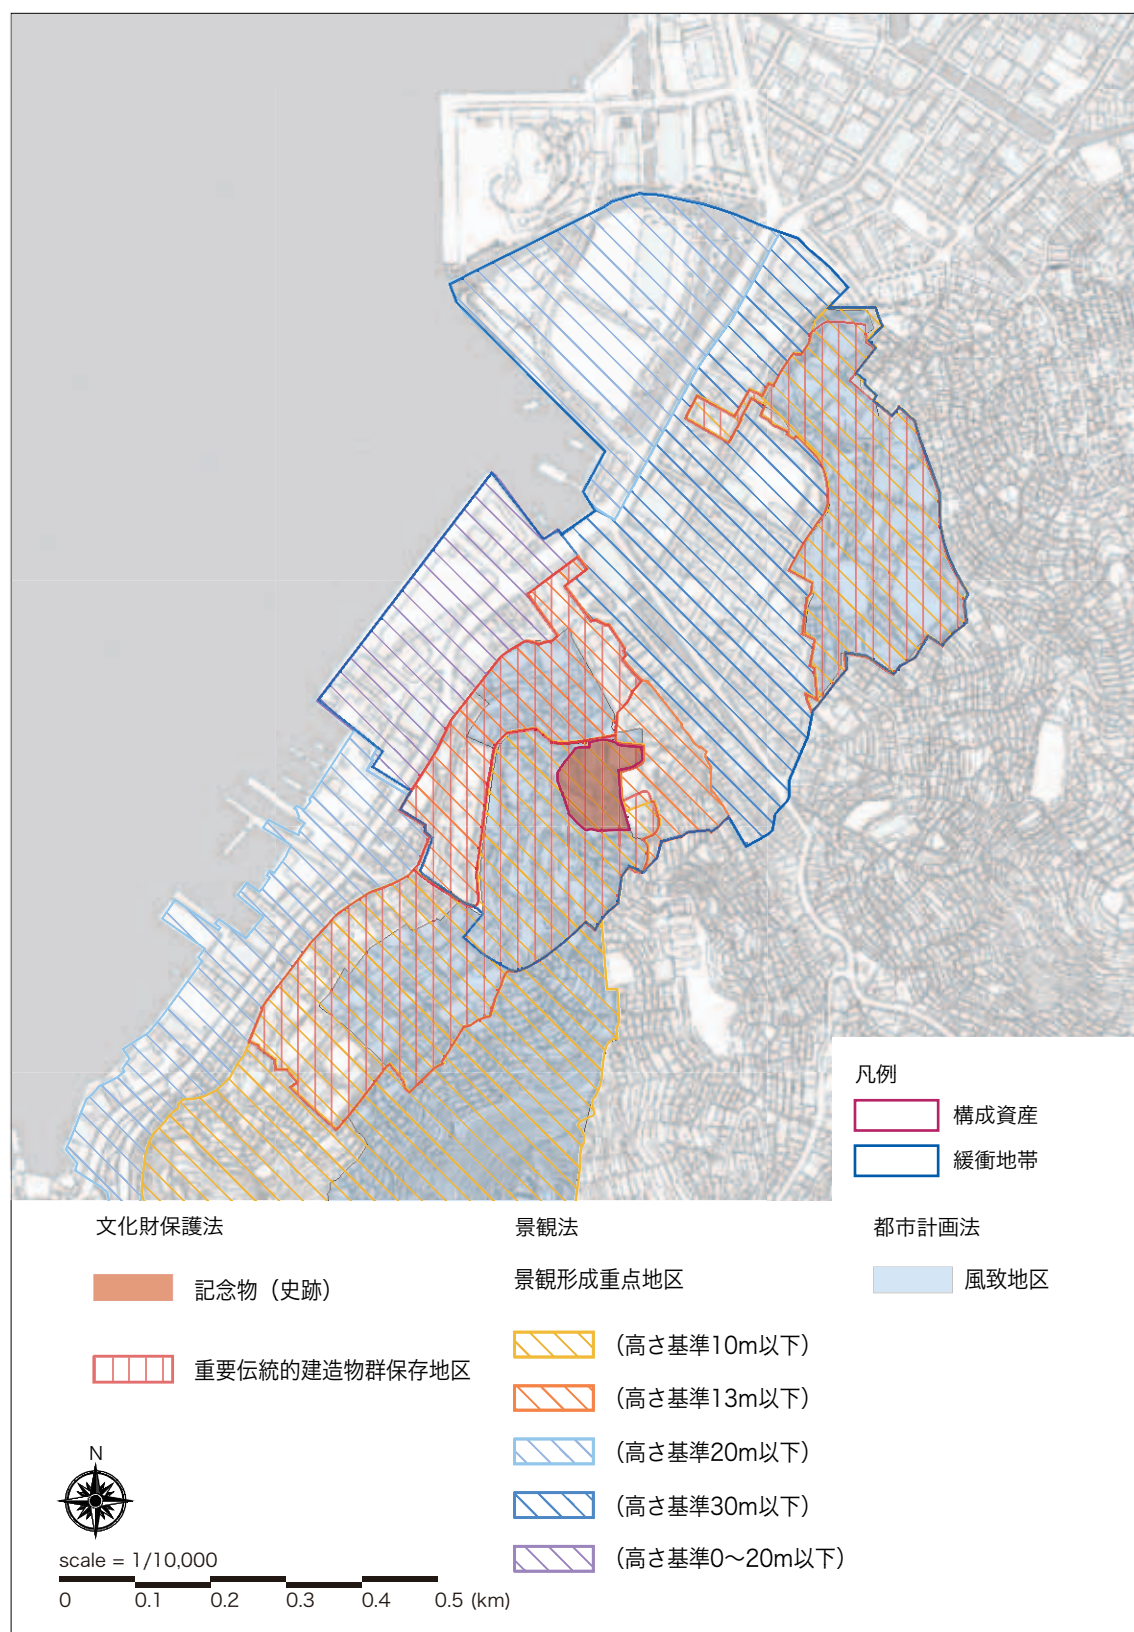 凡例
構成資産
緩衝地帯
文化財保護法
記念物（史跡）
重要伝統的建造物群保存地区
景観法
景観形成重点地区
（高さ基準10m以下）
（高さ基準13m以下）
（高さ基準20m以下）
（高さ基準30m以下）
（高さ基準0〜20m以下）
都市計画法
風致地区
N
scale = 1/10,000
0 0.1 0.2 0.3 0.4 0.5 (km)